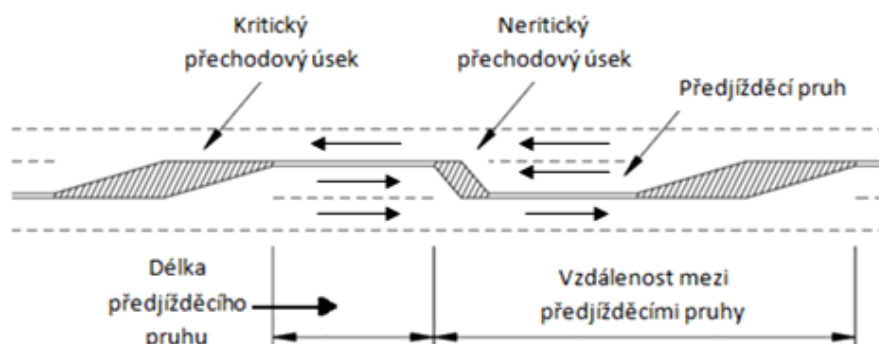 Kritický
přechodový úsek
Neritický
přechodový úsek
Předjížděcí pruh
Délka
předjížděcího
pruhu
Vzdálenost mezi
předjížděcími pruhy